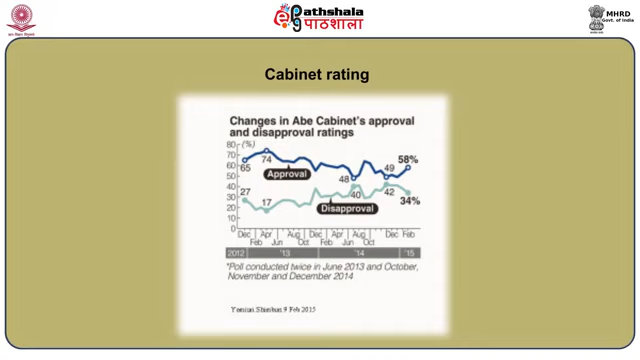 Pathshala
पाठशाला
MHRD
Govt. of India
Cabinet rating
Changes in Abe Cabinet's approval
and disapproval ratings
80 (%)
70
60
50
40
30
20
10
0
65
74
48
49
58%
Approval
27
17
40
42
34%
Disapproval
Dec Apr Aug Dec Apr Aug Dec Feb
Feb Jun Oct Feb Jun Oct
2012 '13 '14 '15
*Poll conducted twice in June 2013 and October,
November and December 2014
Yomiuri Shimbun 9 Feb 2015